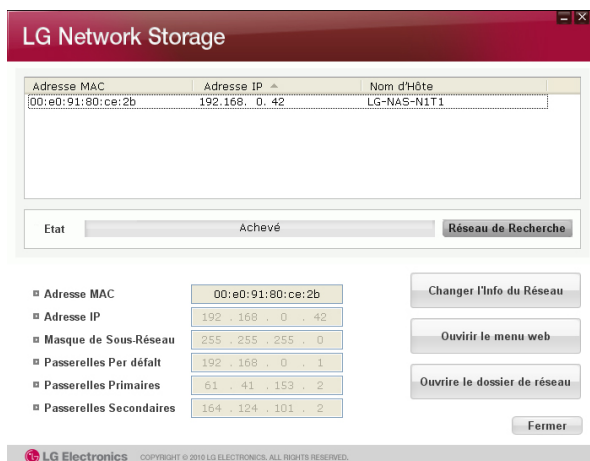 LG Network Storage
Adresse MAC Adresse IP Nom d'Hôte
00:e0:91:80:ce:2b 192.168. 0. 42 LG-NAS-N1T1
Etat Achevé Réseau de Recherche
Adresse MAC 00:e0:91:80:ce:2b
Adresse IP 192 . 168 . 0 . 42
Masque de Sous-Réseau 255 . 255 . 255 . 0
Passerelles Per défalt 192 . 168 . 0 . 1
Passerelles Primaires 61 . 41 . 153 . 2
Passerelles Secondaires 164 . 124 . 101 . 2
Changer l'Info du Réseau
Ouvirir le menu web
Ouvrire le dossier de réseau
Fermer
LG Electronics COPYRIGHT © 2010 LG ELECTRONICS. ALL RIGHTS RESERVED.